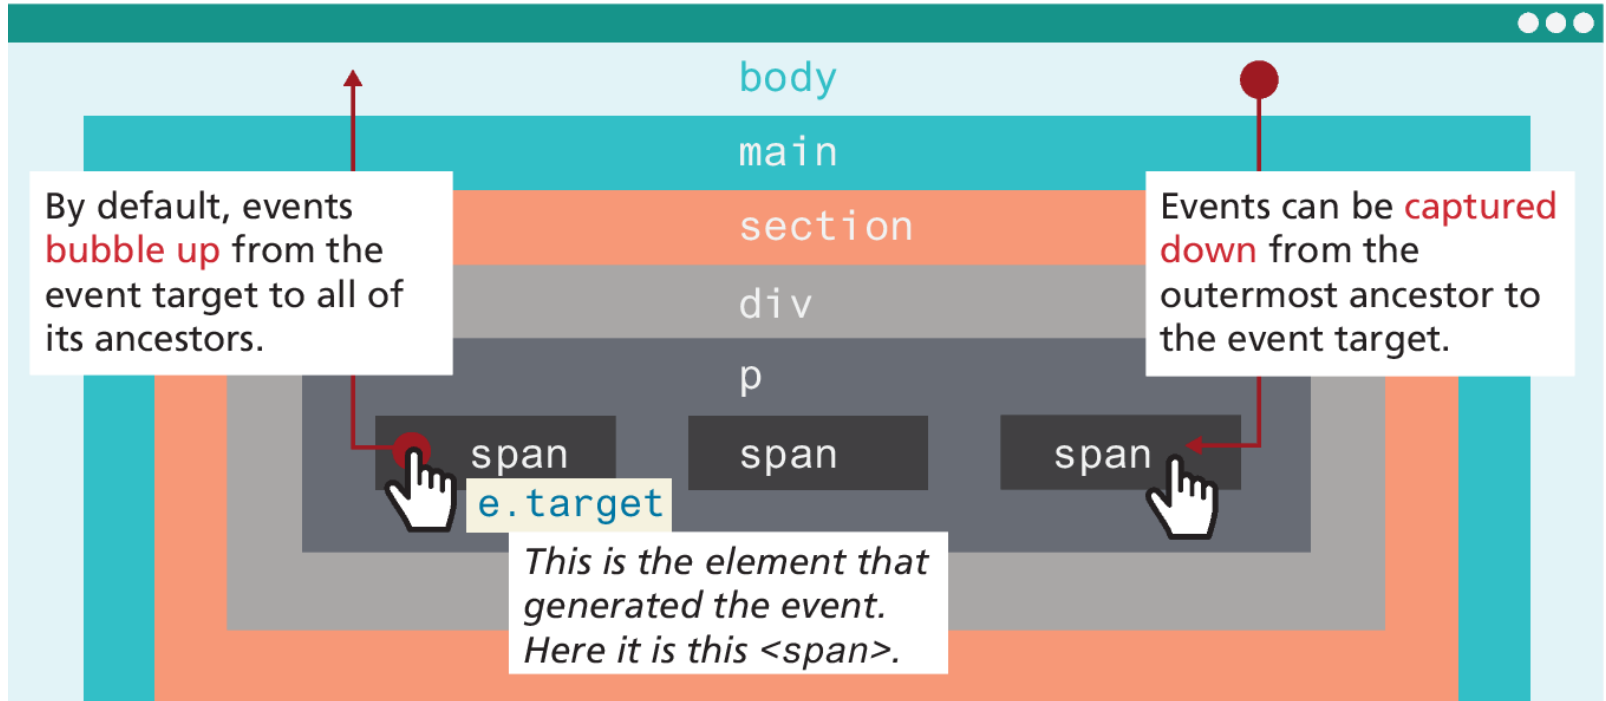 body
main
section
div
p
By default, events
bubble up from the
event target to all of
its ancestors.
Events can be captured
down from the
outermost ancestor to
the event target.
span
span
span
e.target
This is the element that
generated the event.
Here it is this <span>.